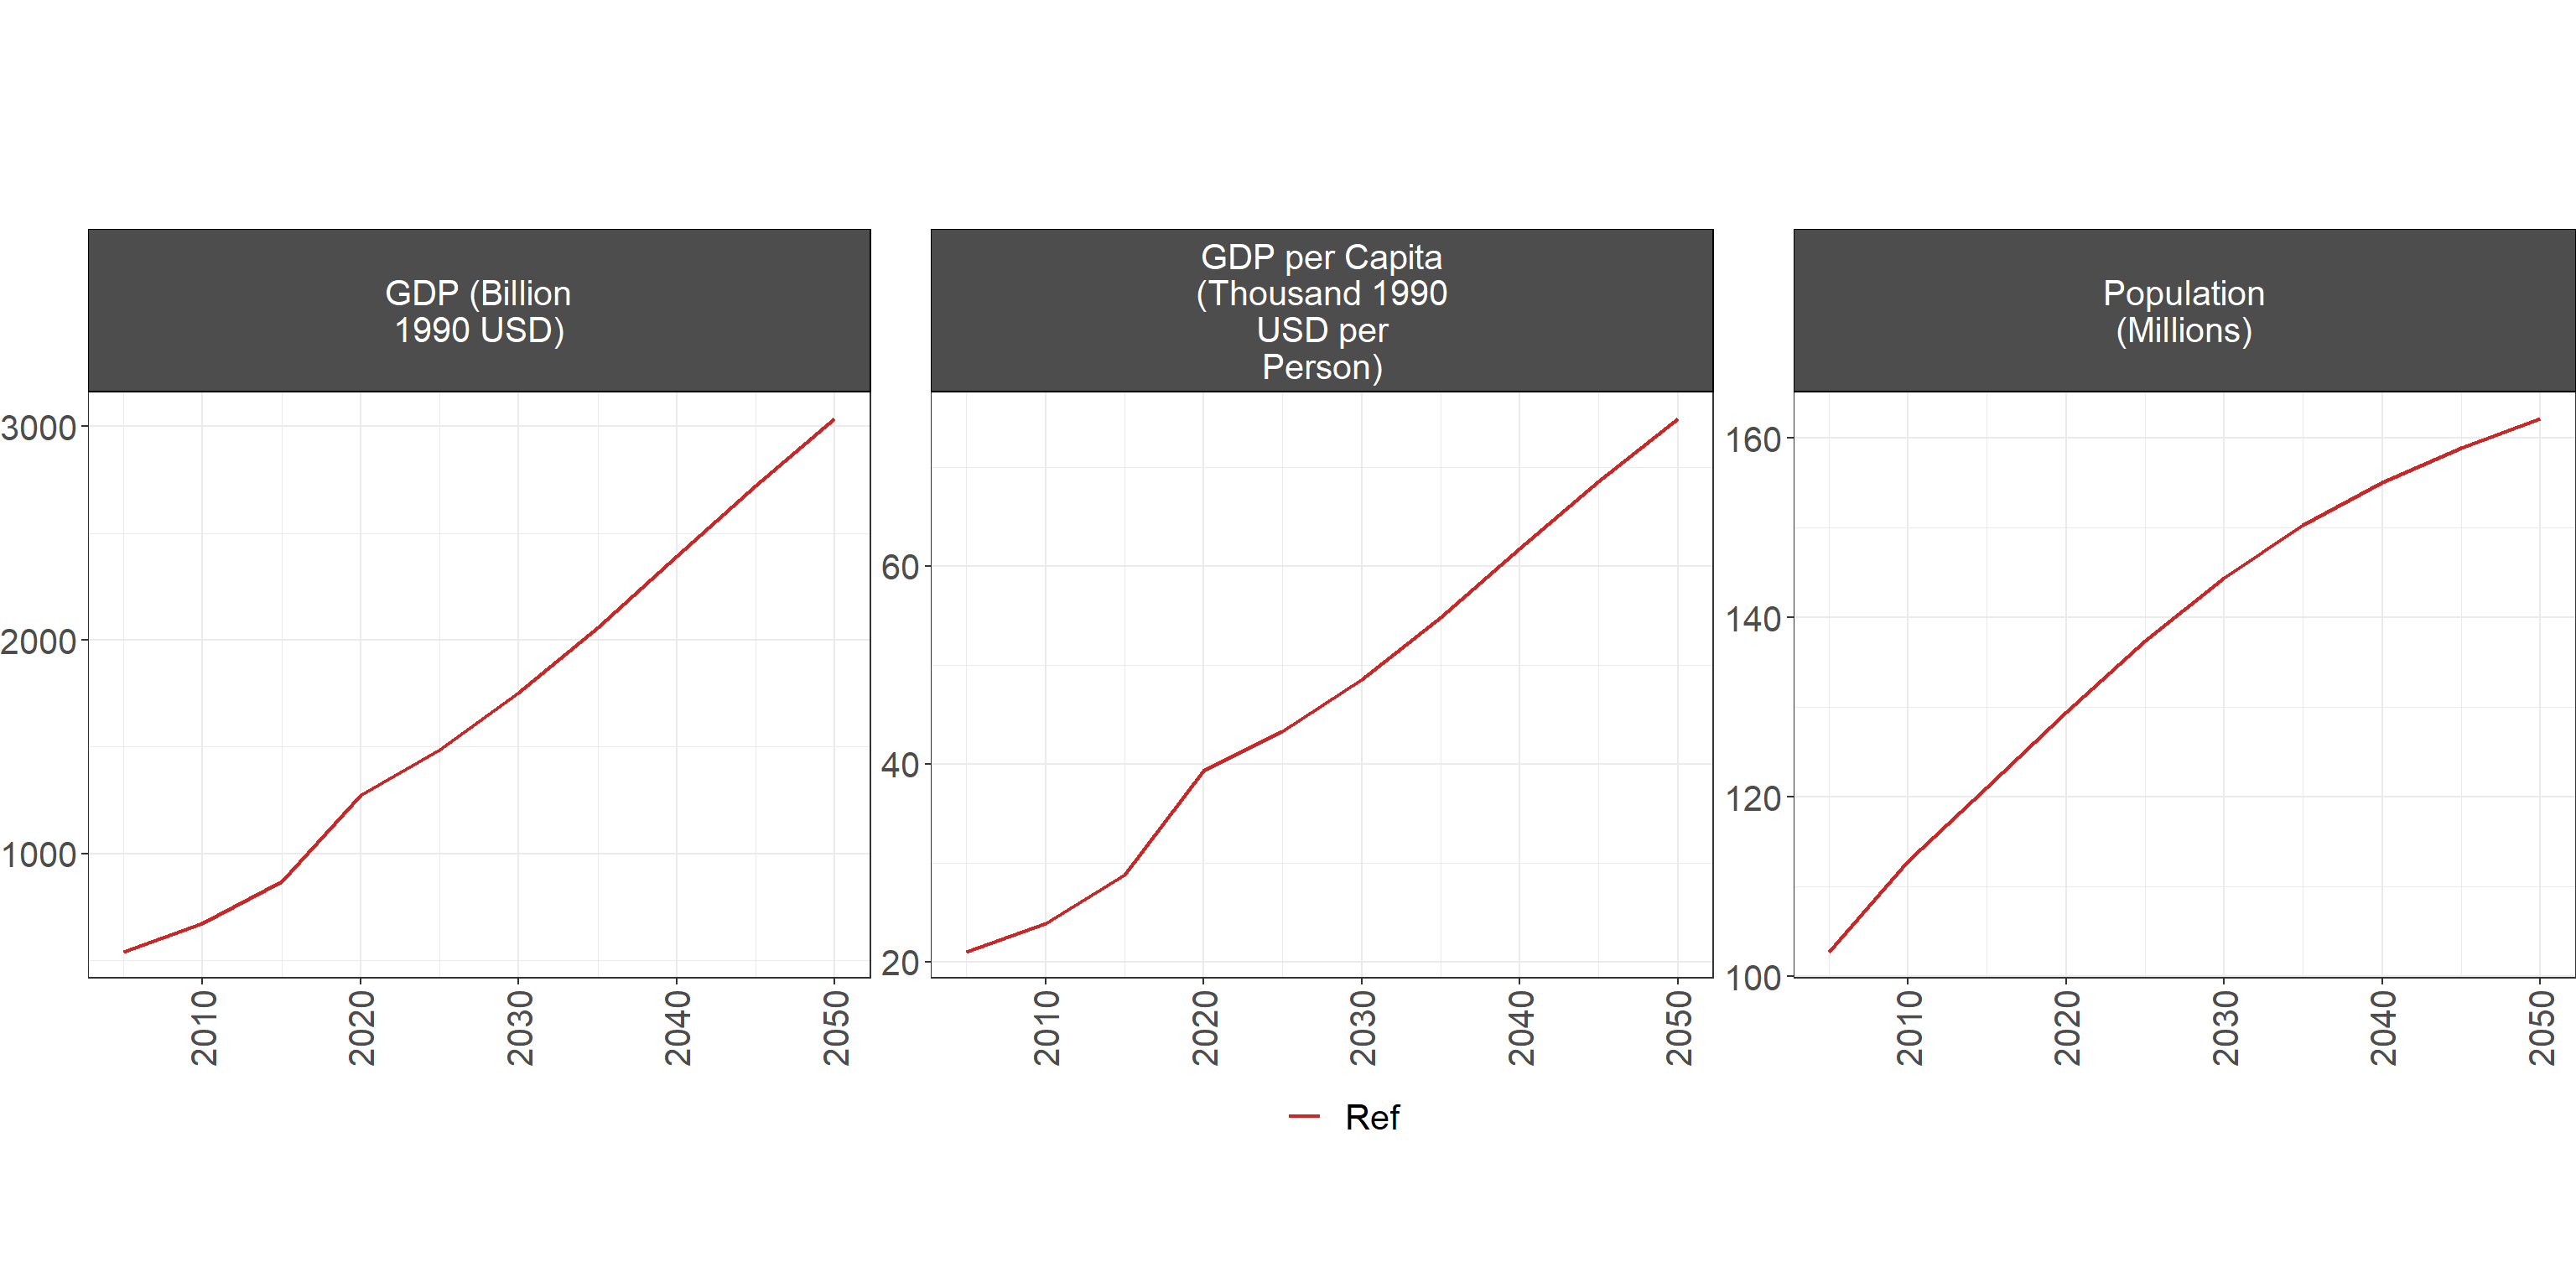 GDP (Billion
1990 USD)
GDP per Capita
(Thousand 1990
USD per
Person)
Population
(Millions)
3000
2000
1000
60
40
20
160
140
120
100
2010 2020 2030 2040 2050
2010 2020 2030 2040 2050
2010 2020 2030 2040 2050
Ref